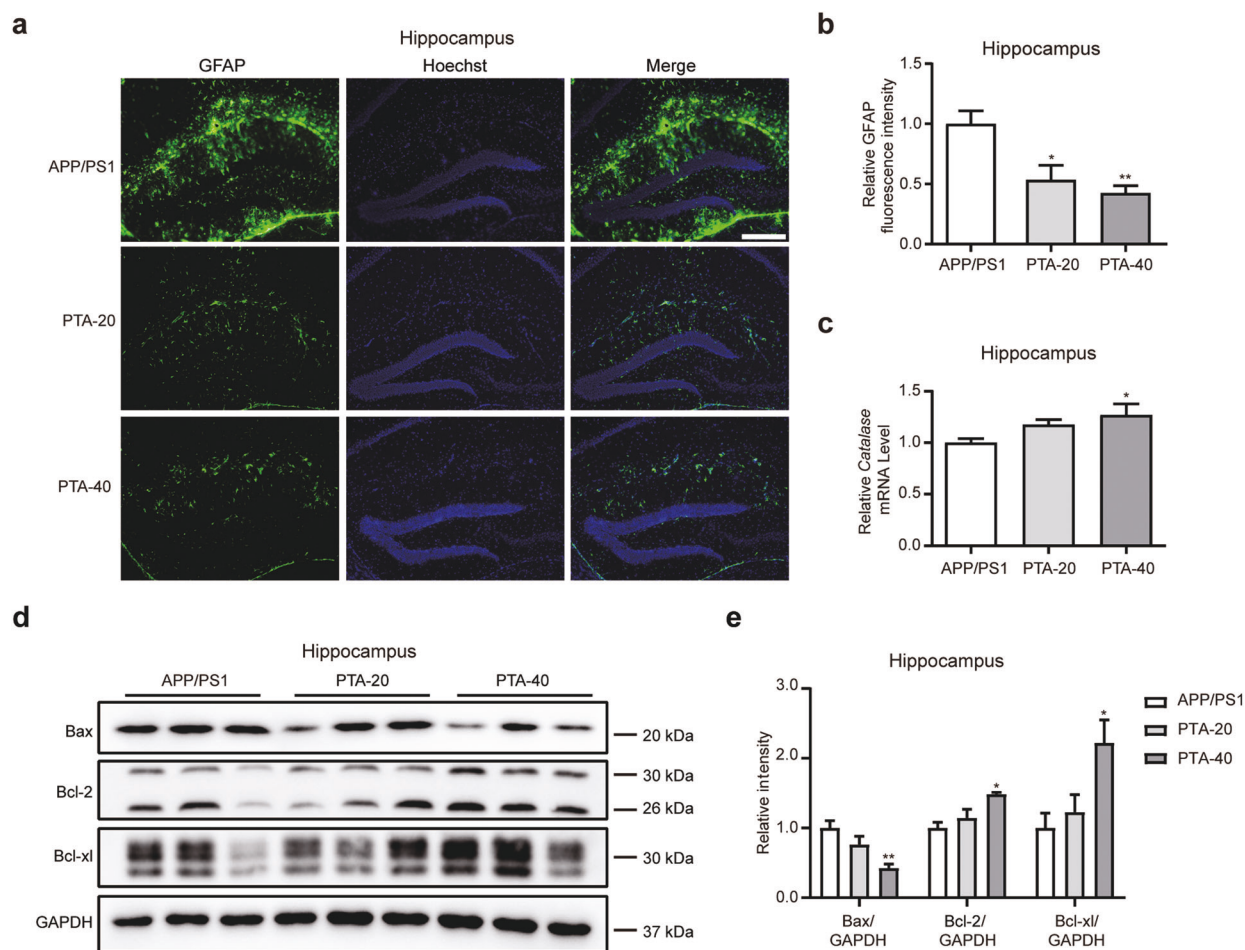 a
Hippocampus
GFAP Hoechst Merge
APP/PS1
PTA-20
PTA-40
b
Hippocampus
Relative GFAP
fluorescence intensity
1.5
1.0
0.5
0.0
* **
APP/PS1 PTA-20 PTA-40
c
Hippocampus
Relative Catalase
mRNA Level
1.5
1.0
1.5
0.0
*
APP/PS1 PTA-20 PTA-40
d
Hippocampus
APP/PS1 PTA-20 PTA-40
Bax
20 kDa
Bcl-2
30 kDa
26 kDa
Bcl-xl
30 kDa
GAPDH
37 kDa
e
Hippocampus
Relative intensity
3.0
2.0
1.0
0.0
** * *
Bax/ Bcl-2/ Bcl-xl/
GAPDH GAPDH GAPDH
APP/PS1
PTA-20
PTA-40